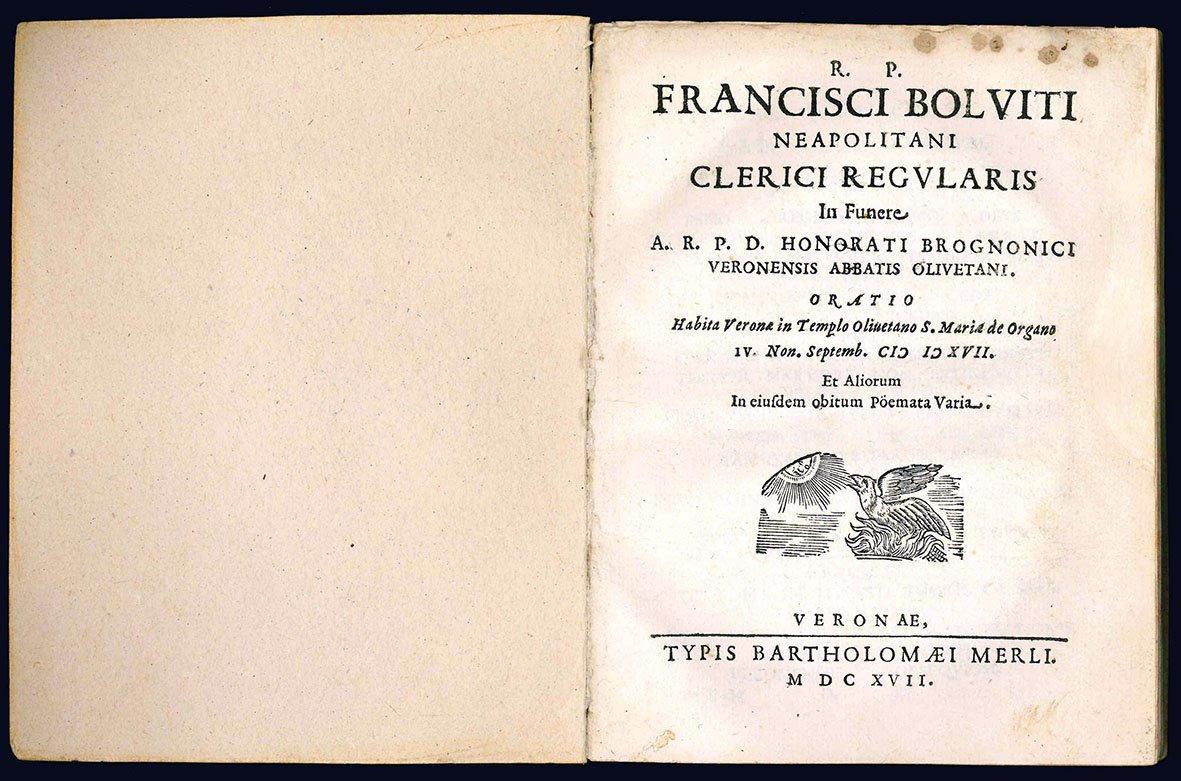 R. P.
FRANCISCI BOLVITI
NEAPOLITANI
CLERICI REGVLARIS
In Funere
A. R. P. D. HONORATI BROGNONICI
VERONENSIS ABBATIS OLIVETANI.
ORATIO
Habita Veronæ in Templo Oliuetano S. Mariæ de Organo
IV. Non. Septemb. CIↃ IↃ XVII.
Et Aliorum
In eiuſdem obitum Pöemata Varia.
VERONAE,
TYPIS BARTHOLOMÆI MERLI.
M D C XVII.